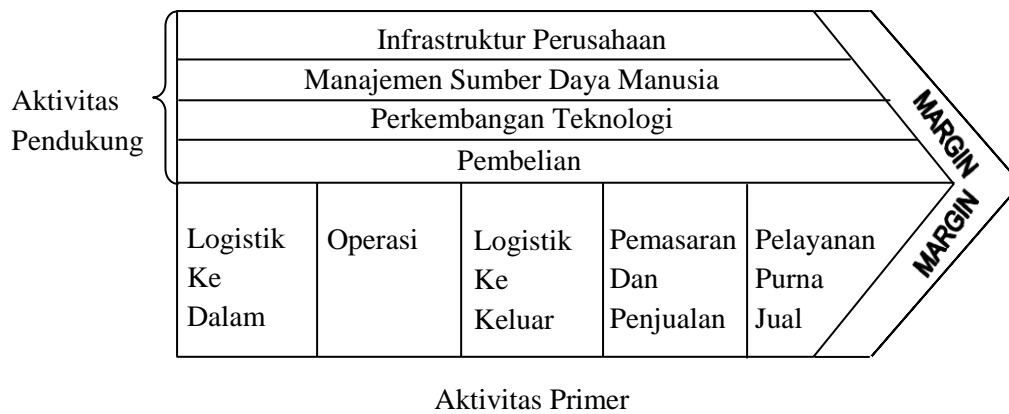 Infrastruktur Perusahaan
Manajemen Sumber Daya Manusia
Perkembangan Teknologi
Pembelian
Aktivitas
Pendukung
MARGIN
MARGIN
Logistik
Ke
Dalam
Operasi
Logistik
Ke
Keluar
Pemasaran
Dan
Penjualan
Pelayanan
Purna
Jual
Aktivitas Primer